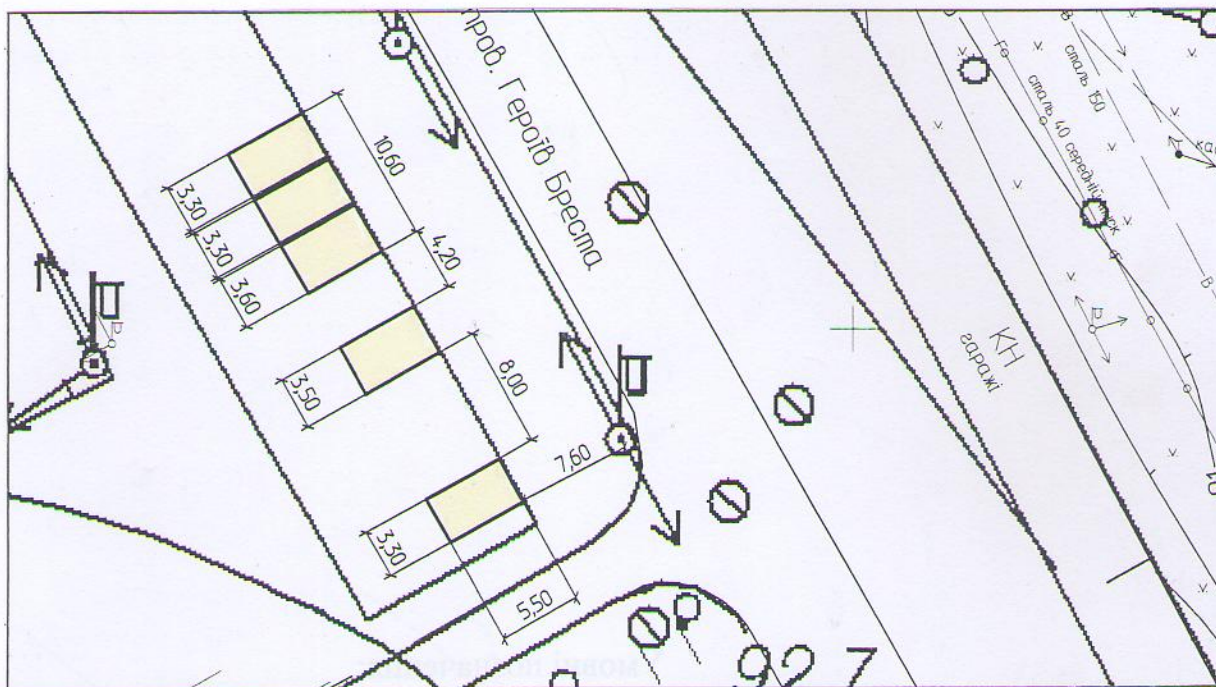 пров. Героїв Бреста
10,60
3,30
3,30
3,60
4,20
3,50
8,00
7,60
3,30
5,50
КН
гаражі
сталь 150
сталь 40
В
В
Го
92 7